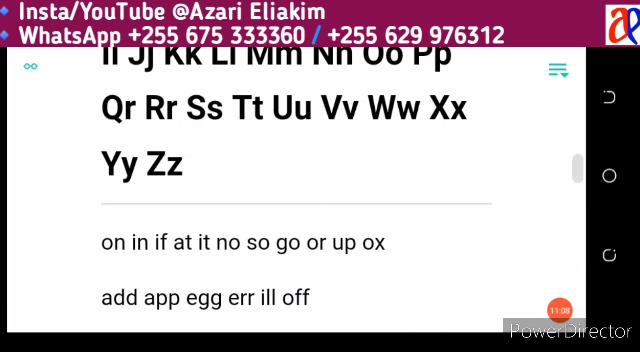 Insta/YouTube @Azari Eliakim
WhatsApp +255 675 333360 / +255 629 976312
Ii Jj Kk Ll Mm Nn Oo Pp
Qr Rr Ss Tt Uu Vv Ww Xx
Yy Zz
on in if at it no so go or up ox
add app egg err ill off
11:08
PowerDirector